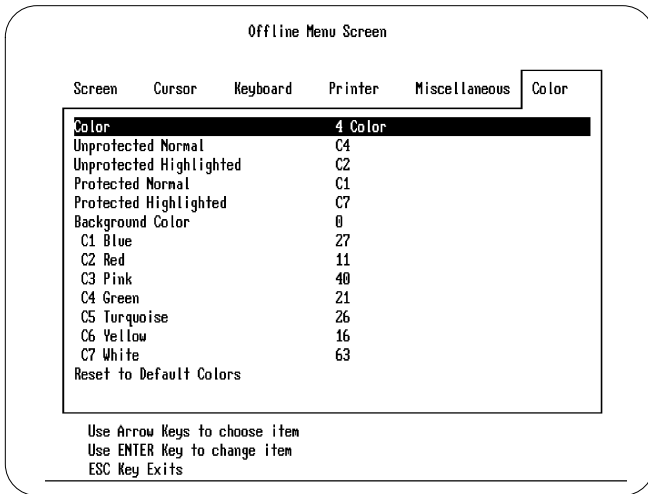 Offline Menu Screen
Screen Cursor Keyboard Printer Miscellaneous Color
Color 4 Color
Unprotected Normal C4
Unprotected Highlighted C2
Protected Normal C1
Protected Highlighted C7
Background Color 0
C1 Blue 27
C2 Red 11
C3 Pink 40
C4 Green 21
C5 Turquoise 26
C6 Yellow 16
C7 White 63
Reset to Default Colors
Use Arrow Keys to choose item
Use ENTER Key to change item
ESC Key Exits